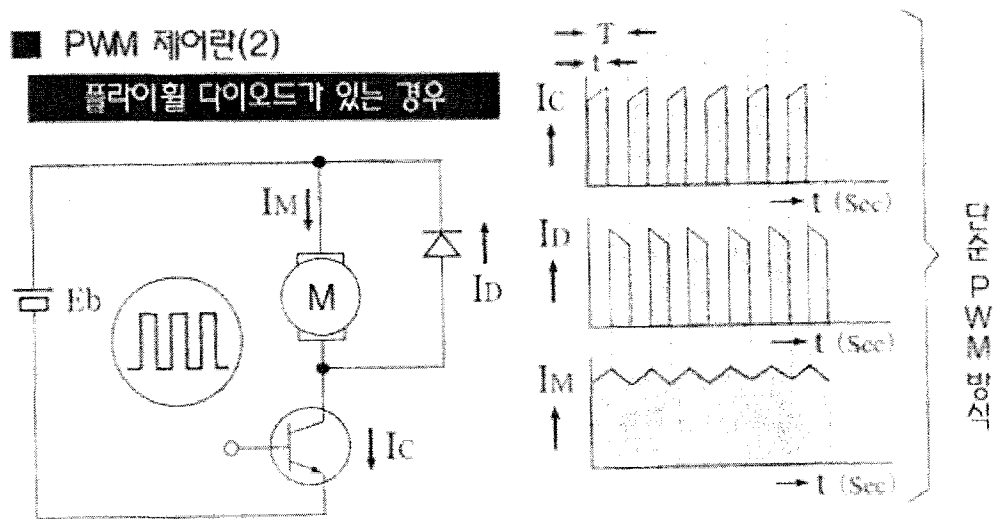 ■ PWM 제어란(2)
플라이휠 다이오드가 있는 경우
IM
ID
Eb
M
IC
T
t
IC
t (Sec)
ID
t (Sec)
IM
t (Sec)
단순 PWM 방식